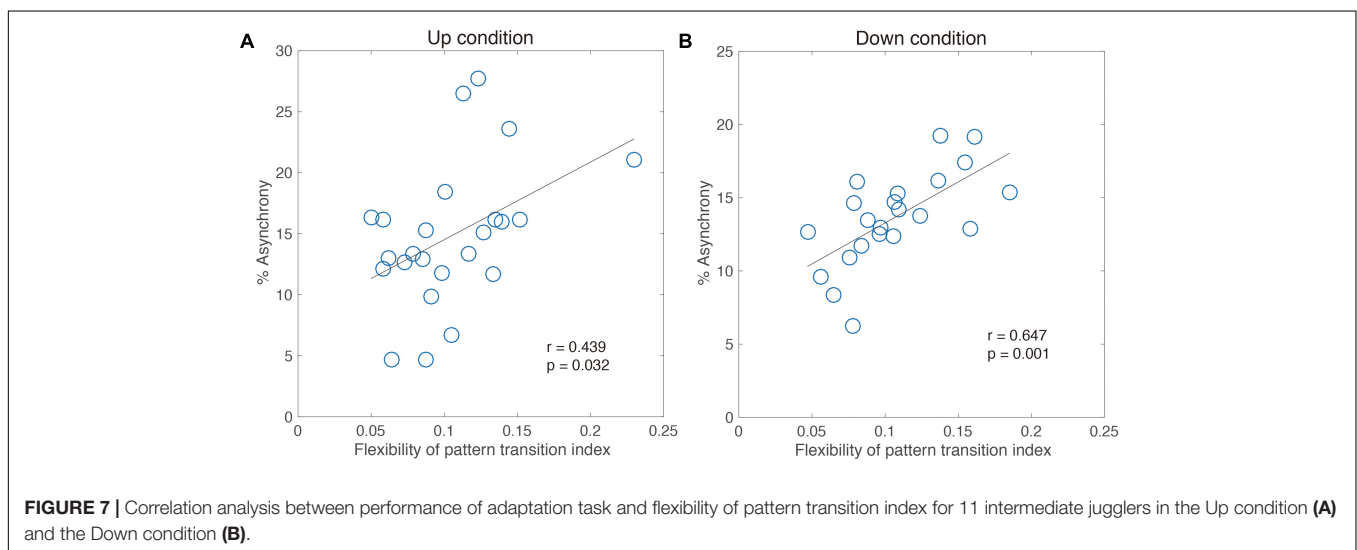 A
Up condition
30
25
20
15
10
5
0
% Asynchrony
r = 0.439
p = 0.032
0
0.05
0.1
0.15
0.2
0.25
Flexibility of pattern transition index
B
Down condition
25
20
15
10
5
0
% Asynchrony
r = 0.647
p = 0.001
0
0.05
0.1
0.15
0.2
0.25
Flexibility of pattern transition index
FIGURE 7 | Correlation analysis between performance of adaptation task and flexibility of pattern transition index for 11 intermediate jugglers in the Up condition (A)
and the Down condition (B).